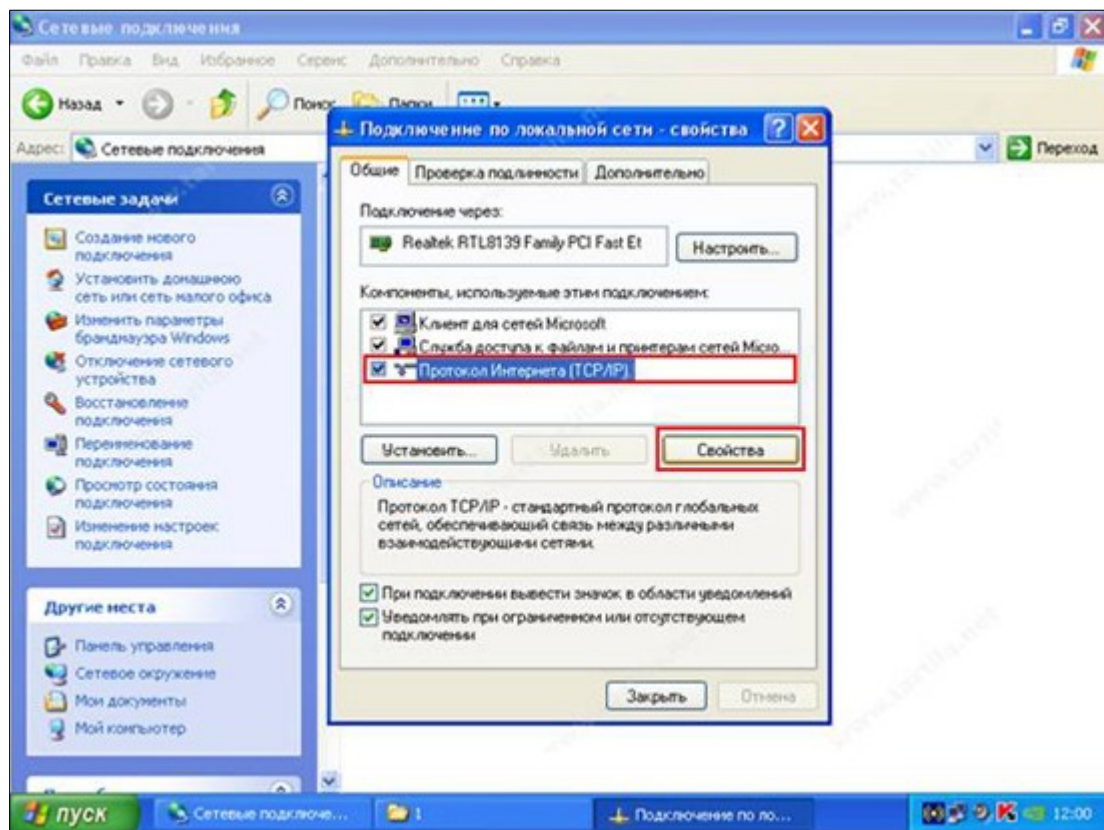 Сетевые подключения
Файл Правка Вид Избранное Сервис Дополнительно Справка
Назад Поиск Папки
Адрес: Сетевые подключения Переход
Сетевые задачи
Создание нового
подключения
Установить домашнюю
сеть или сеть малого офиса
Изменить параметры
брандмауэра Windows
Отключение сетевого
устройства
Восстановление
подключения
Переименование
подключения
Просмотр состояния
подключения
Изменение настроек
подключения
Другие места
Панель управления
Сетевое окружение
Мои документы
Мой компьютер
Подключение по локальной сети - свойства
Общие Проверка подлинности Дополнительно
Подключение через:
Realtek RTL8139 Family PCI Fast Et
Настроить...
Компоненты, используемые этим подключением:
Клиент для сетей Microsoft
Служба доступа к файлам и принтерам сетей Micro...
Протокол Интернета (TCP/IP)
Установить... Удалить Свойства
Описание
Протокол TCP/IP - стандартный протокол глобальных
сетей, обеспечивающий связь между различными
взаимодействующими сетями.
При подключении вывести значок в области уведомлений
Уведомлять при ограниченном или отсутствующем
подключении
Закрыть Отмена
пуск Сетевые подключе... 1 Подключение по ло... 12:00